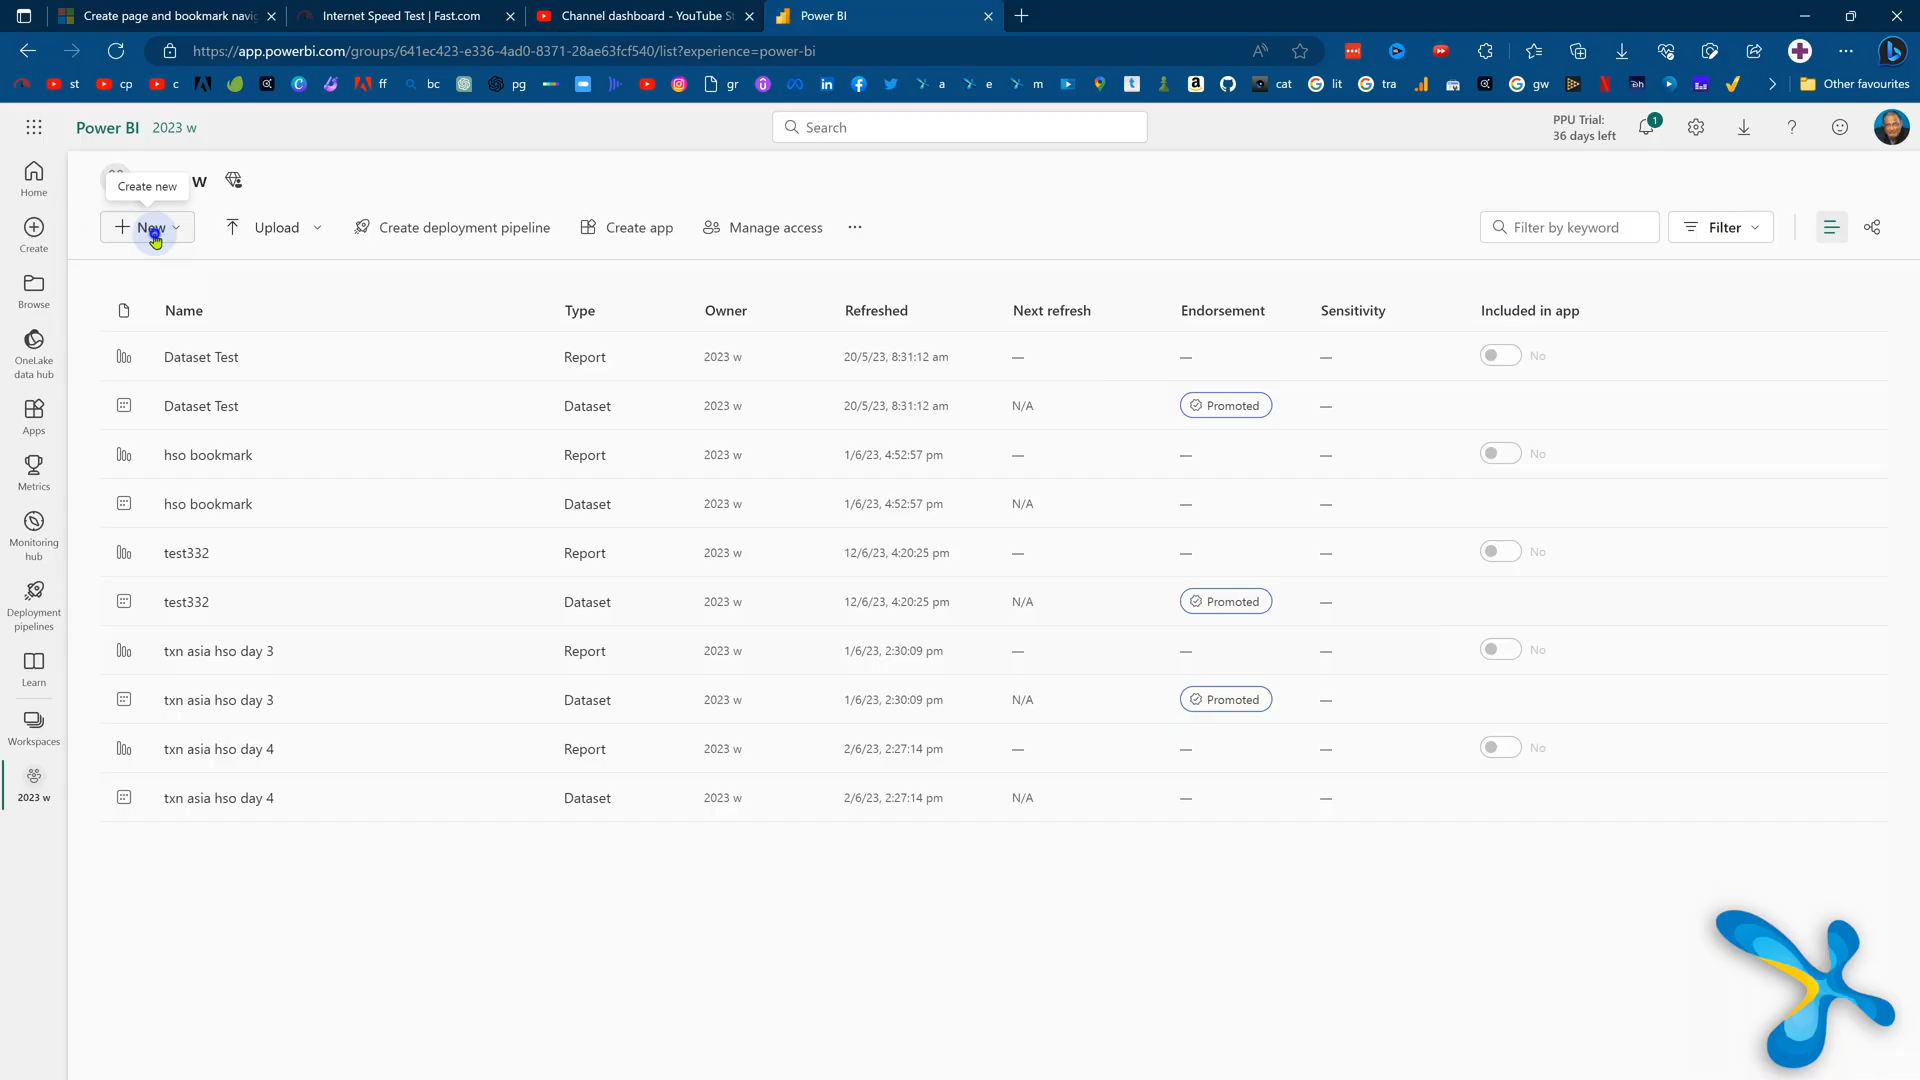 Create page and bookmark navig
Internet Speed Test | Fast.com
Channel dashboard - YouTube St
Power BI
https://app.powerbi.com/groups/641ec423-e336-4ad0-8371-28ae63fcf540/list?experience=power-bi
st
cp
c
ff
bc
pg
gr
a
e
m
cat
lit
tra
gw
Other favourites
Power BI 2023 w
Search
PPU Trial:
36 days left
1
Home
Create
Browse
OneLake
data hub
Apps
Metrics
Monitoring
hub
Deployment
pipelines
Learn
Workspaces
2023 w
Create new
w
New
Upload
Create deployment pipeline
Create app
Manage access
Filter by keyword
Filter
Name Type Owner Refreshed Next refresh Endorsement Sensitivity Included in app
Dataset Test Report 2023 w 20/5/23, 8:31:12 am — — — No
Dataset Test Dataset 2023 w 20/5/23, 8:31:12 am N/A Promoted —
hso bookmark Report 2023 w 1/6/23, 4:52:57 pm — — — No
hso bookmark Dataset 2023 w 1/6/23, 4:52:57 pm N/A — —
test332 Report 2023 w 12/6/23, 4:20:25 pm — — — No
test332 Dataset 2023 w 12/6/23, 4:20:25 pm N/A Promoted —
txn asia hso day 3 Report 2023 w 1/6/23, 2:30:09 pm — — — No
txn asia hso day 3 Dataset 2023 w 1/6/23, 2:30:09 pm N/A Promoted —
txn asia hso day 4 Report 2023 w 2/6/23, 2:27:14 pm — — — No
txn asia hso day 4 Dataset 2023 w 2/6/23, 2:27:14 pm N/A — —